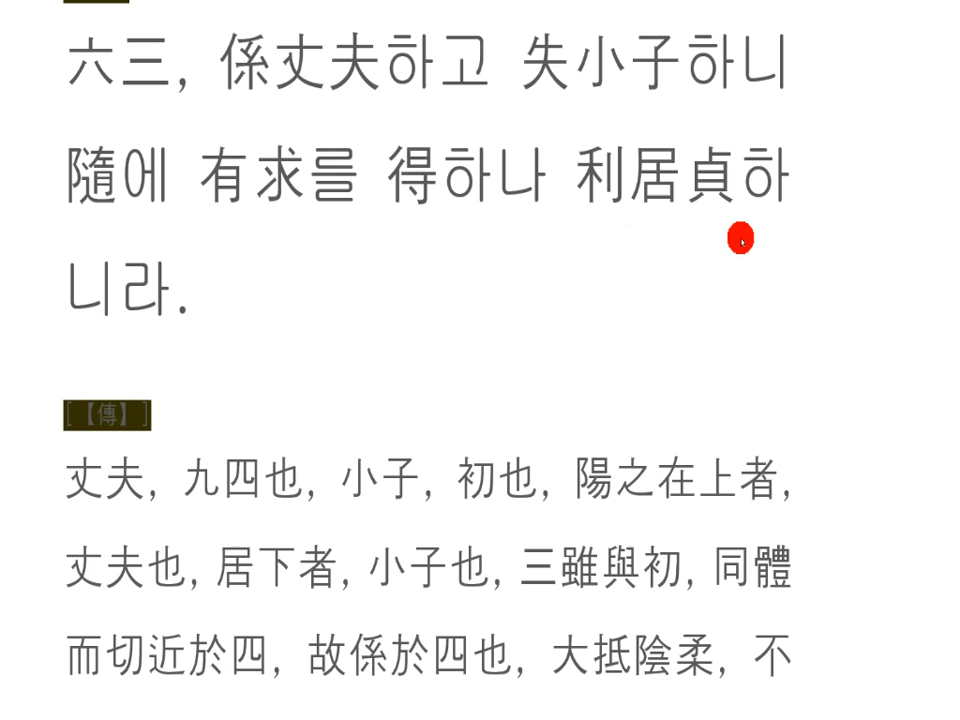 六三, 係丈夫하고 失小子하니
隨에 有求를 得하나 利居貞하
니라.
[【傳】]
丈夫, 九四也, 小子, 初也, 陽之在上者,
丈夫也, 居下者, 小子也, 三雖與初, 同體
而切近於四, 故係於四也, 大抵陰柔, 不